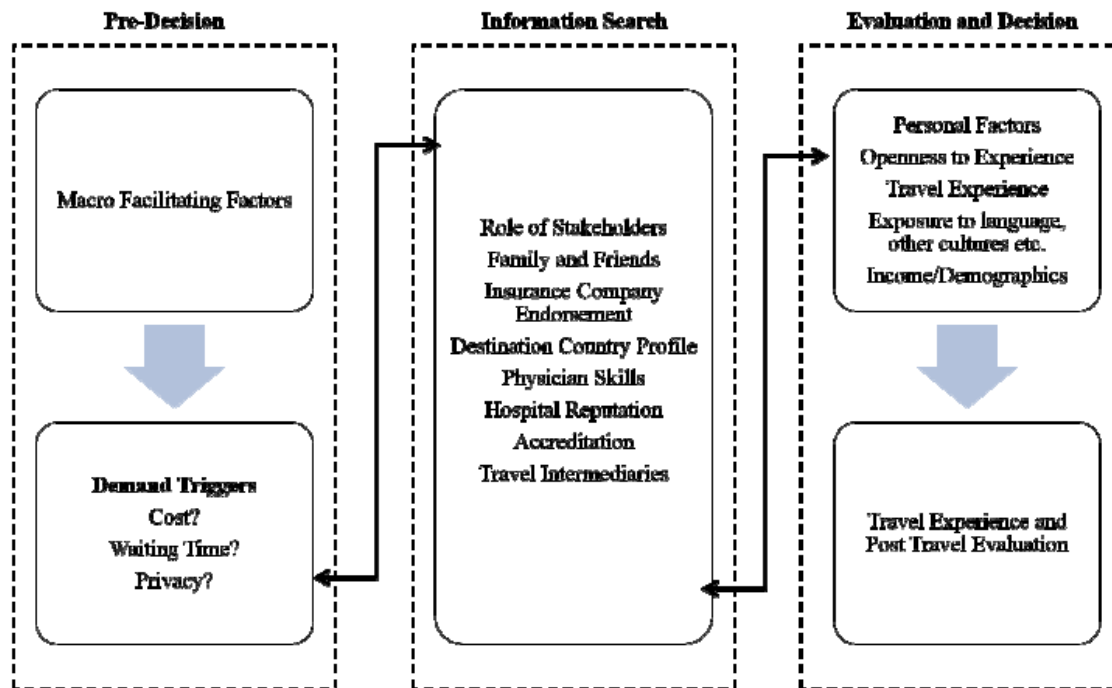 Pre-Decision
Macro Facilitating Factors
Demand Triggers
Cost?
Waiting Time?
Privacy?
Information Search
Role of Stakeholders
Family and Friends
Insurance Company
Endorsement
Destination Country Profile
Physician Skills
Hospital Reputation
Accreditation
Travel Intermediaries
Evaluation and Decision
Personal Factors
Openness to Experience
Travel Experience
Exposure to language,
other cultures etc.
Income/Demographics
Travel Experience and
Post Travel Evaluation